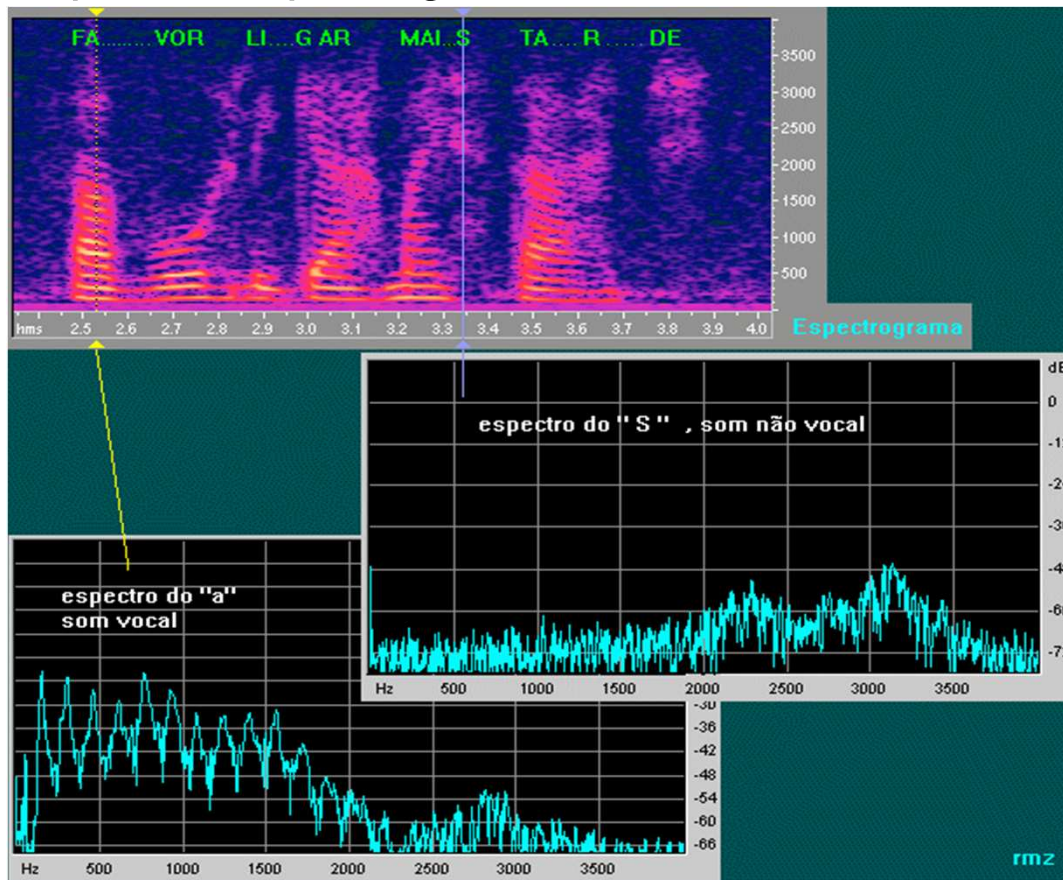 FA.........VOR LI....G AR MAI..S TA....R......DE
3500
3000
2500
2000
1500
1000
500
hms 2.5 2.6 2.7 2.8 2.9 3.0 3.1 3.2 3.3 3.4 3.5 3.6 3.7 3.8 3.9 4.0
Espectrograma
0
espectro do " S " , som não vocal
Hz 500 1000 1500 2000 2500 3000 3500
espectro do "a"
som vocal
-30
-36
-42
-48
-54
-60
-66
Hz 500 1000 1500 2000 2500 3000 3500
rmz